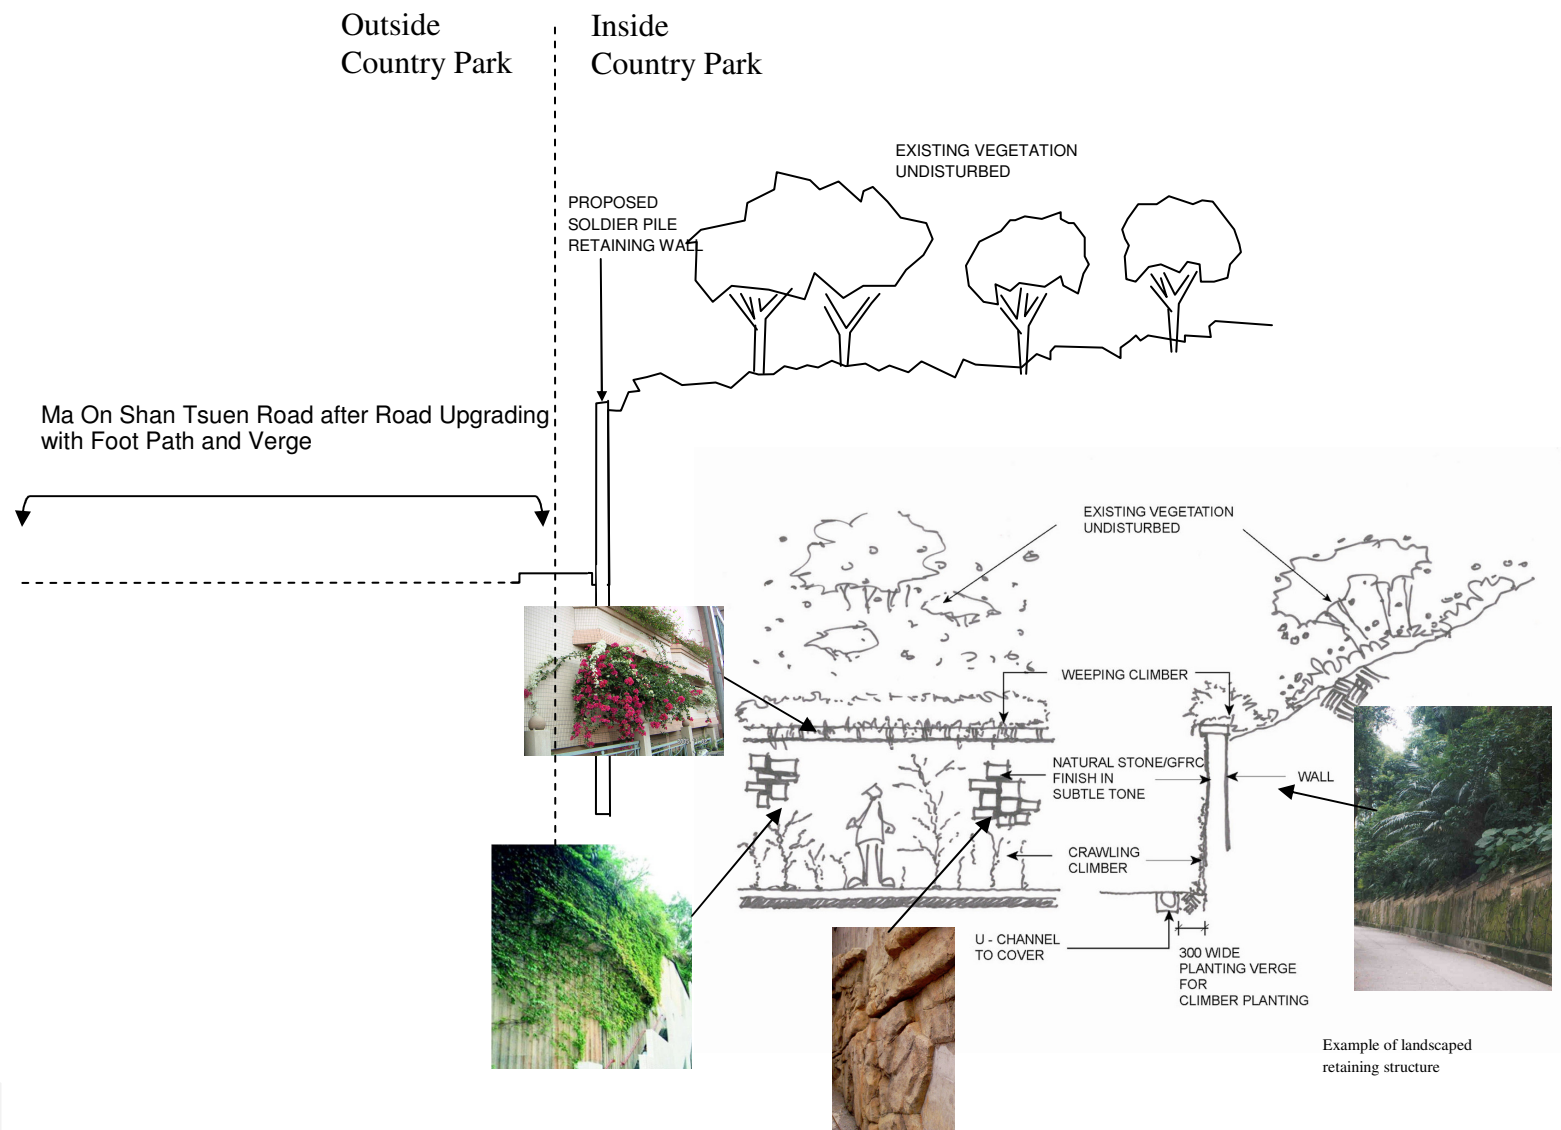 Outside
Country Park
Inside
Country Park
EXISTING VEGETATION
UNDISTURBED
PROPOSED
SOLDIER PILE
RETAINING WALL
Ma On Shan Tsuen Road after Road Upgrading
with Foot Path and Verge
EXISTING VEGETATION
UNDISTURBED
WEEPING CLIMBER
NATURAL STONE/GFRC
FINISH IN
SUBTLE TONE
WALL
CRAWLING
CLIMBER
U - CHANNEL
TO COVER
300 WIDE
PLANTING VERGE
FOR
CLIMBER PLANTING
Example of landscaped
retaining structure